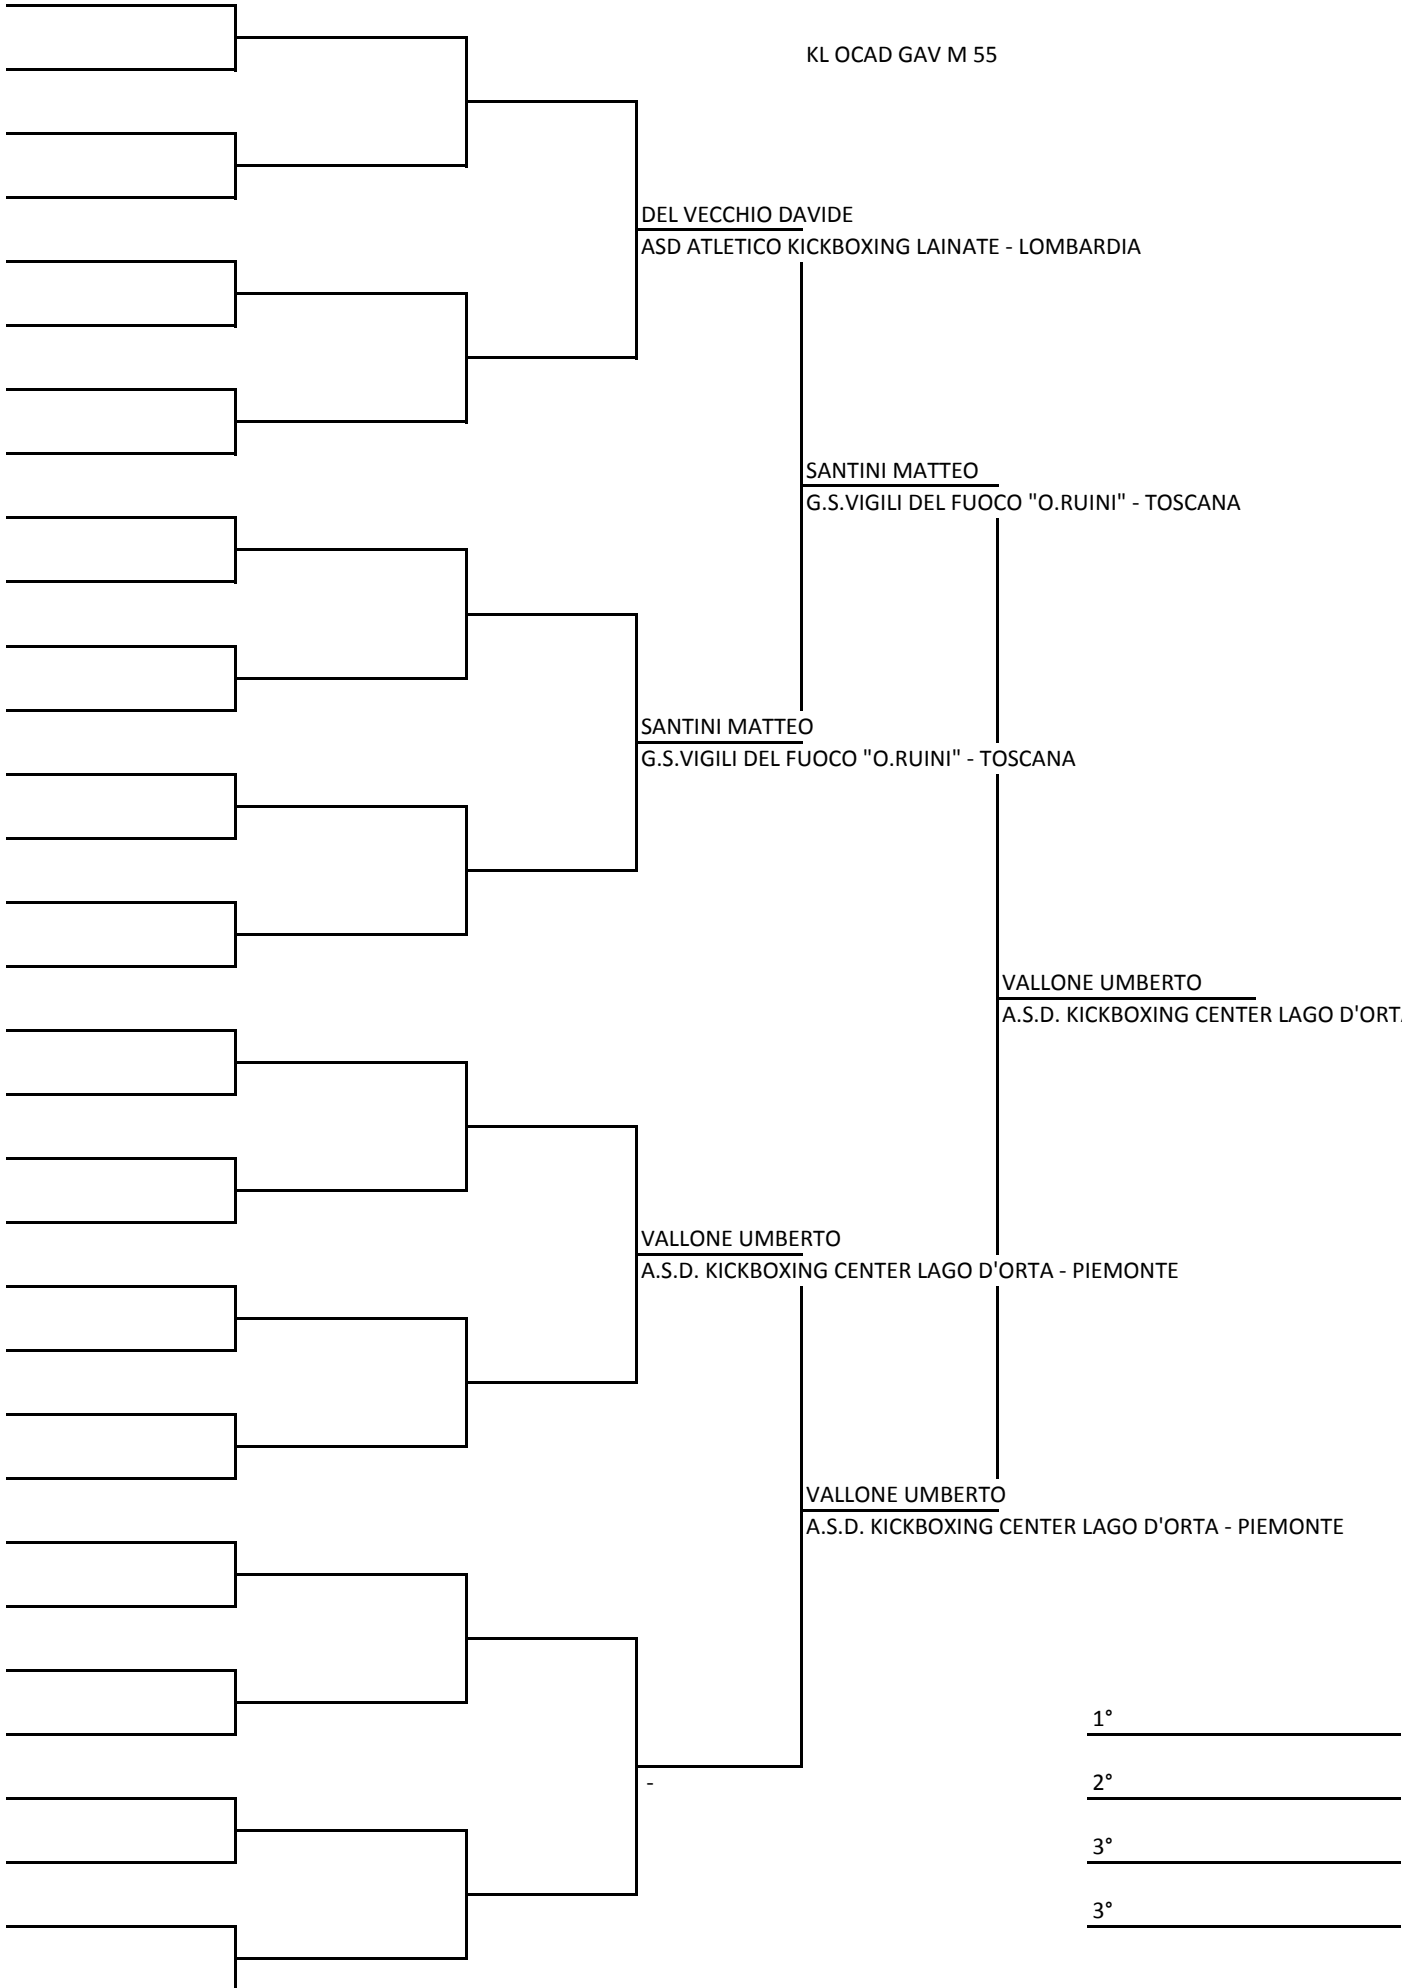 KL OCAD GAV M 55
DEL VECCHIO DAVIDE
ASD ATLETICO KICKBOXING LAINATE - LOMBARDIA
SANTINI MATTEO
G.S.VIGILI DEL FUOCO "O.RUINI" - TOSCANA
SANTINI MATTEO
G.S.VIGILI DEL FUOCO "O.RUINI" - TOSCANA
VALLONE UMBERTO
A.S.D. KICKBOXING CENTER LAGO D'ORTA
VALLONE UMBERTO
A.S.D. KICKBOXING CENTER LAGO D'ORTA - PIEMONTE
VALLONE UMBERTO
A.S.D. KICKBOXING CENTER LAGO D'ORTA - PIEMONTE
1°
-
2°
3°
3°